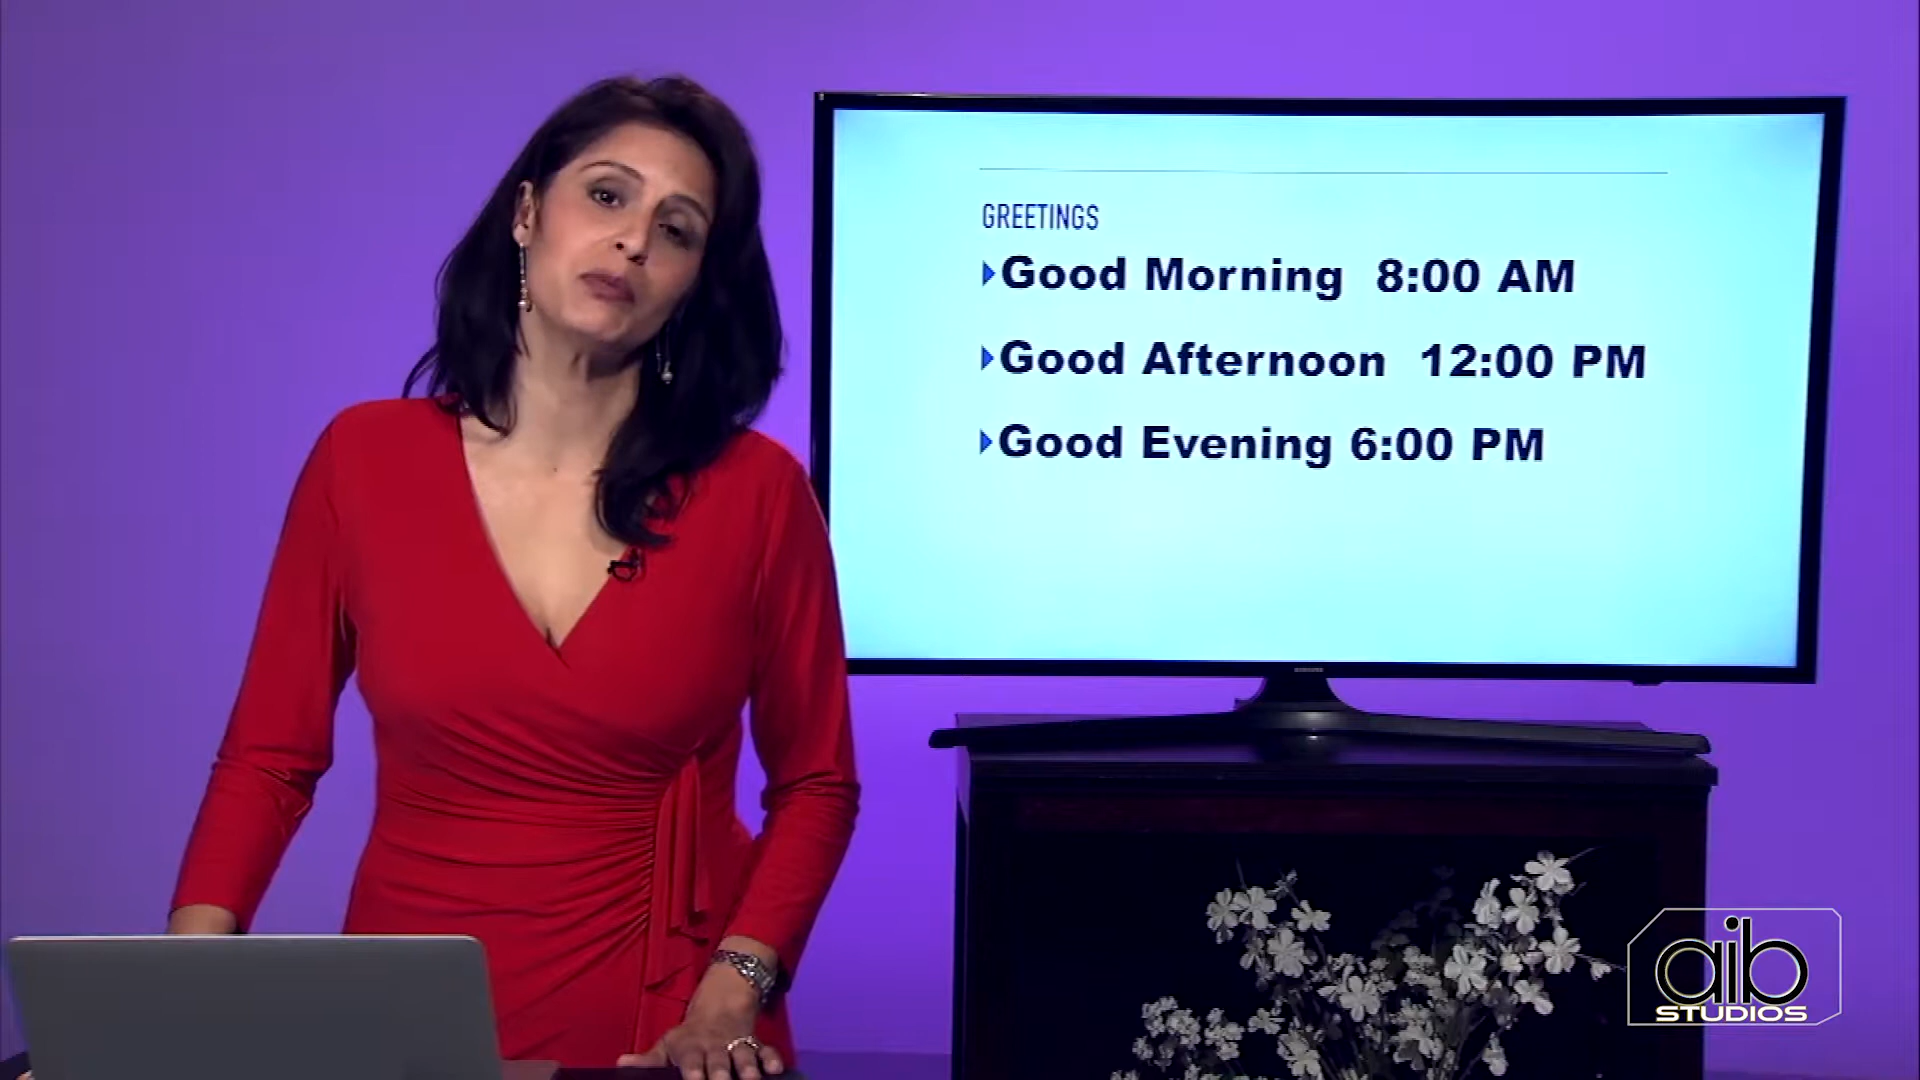 GREETINGS
Good Morning 8:00 AM
Good Afternoon 12:00 PM
Good Evening 6:00 PM
aib
STUDIOS